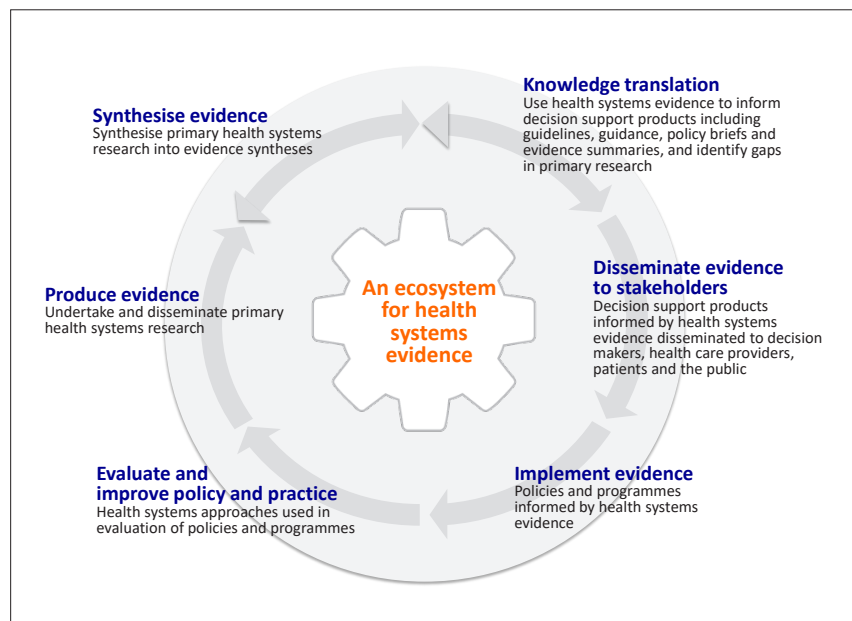 Knowledge translation
Use health systems evidence to inform
decision support products including
guidelines, guidance, policy briefs and
evidence summaries, and identify gaps
in primary research
Disseminate evidence
to stakeholders
Decision support products
informed by health systems
evidence disseminated to decision
makers, health care providers,
patients and the public
Implement evidence
Policies and programmes
informed by health systems
evidence
Evaluate and
improve policy and practice
Health systems approaches used in
evaluation of policies and programmes
Produce evidence
Undertake and disseminate primary
health systems research
Synthesise evidence
Synthesise primary health systems
research into evidence syntheses
An ecosystem
for health
systems
evidence